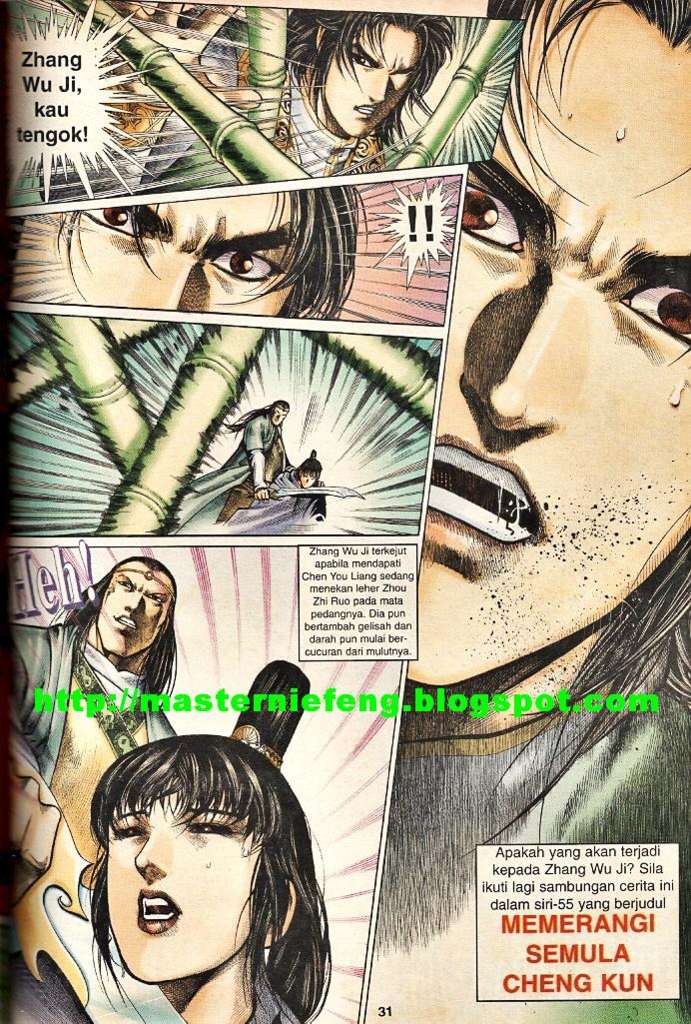 Zhang
Wu Ji,
kau
tengok!
!!
Heh!
Zhang Wu Ji terkejut
apabila mendapati
Chen You Liang sedang
menekan leher Zhou
Zhi Ruo pada mata
pedangnya. Dia pun
bertambah gelisah dan
darah pun mulai ber-
cucuran dari mulutnya.
http://masterniefeng.blogspot.com
Apakah yang akan terjadi
kepada Zhang Wu Ji? Sila
ikuti lagi sambungan cerita ini
dalam siri-55 yang berjudul
MEMERANGI
SEMULA
CHENG KUN
31